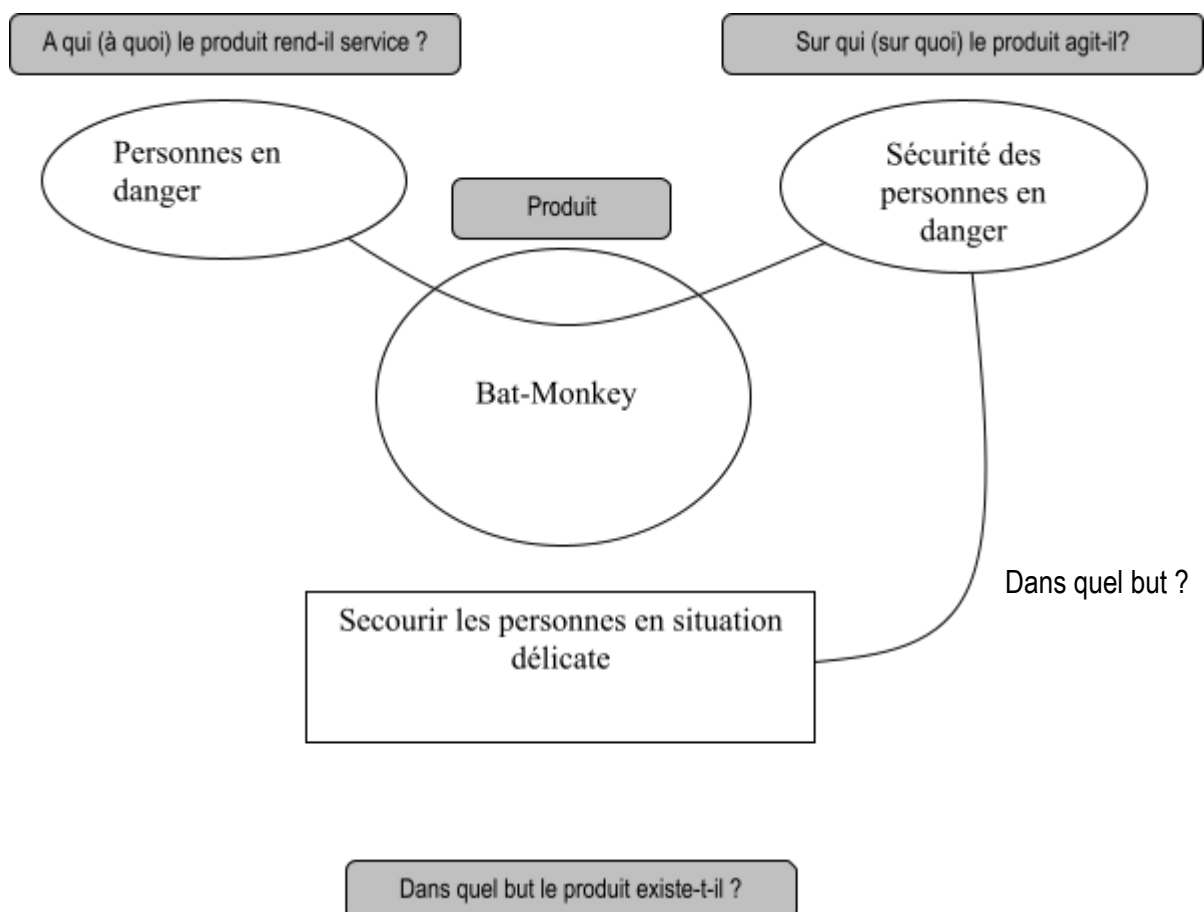 A qui (à quoi) le produit rend-il service ?
Sur qui (sur quoi) le produit agit-il?
Personnes en
danger
Sécurité des
personnes en
danger
Produit
Bat-Monkey
Dans quel but ?
Secourir les personnes en situation
délicate
Dans quel but le produit existe-t-il ?